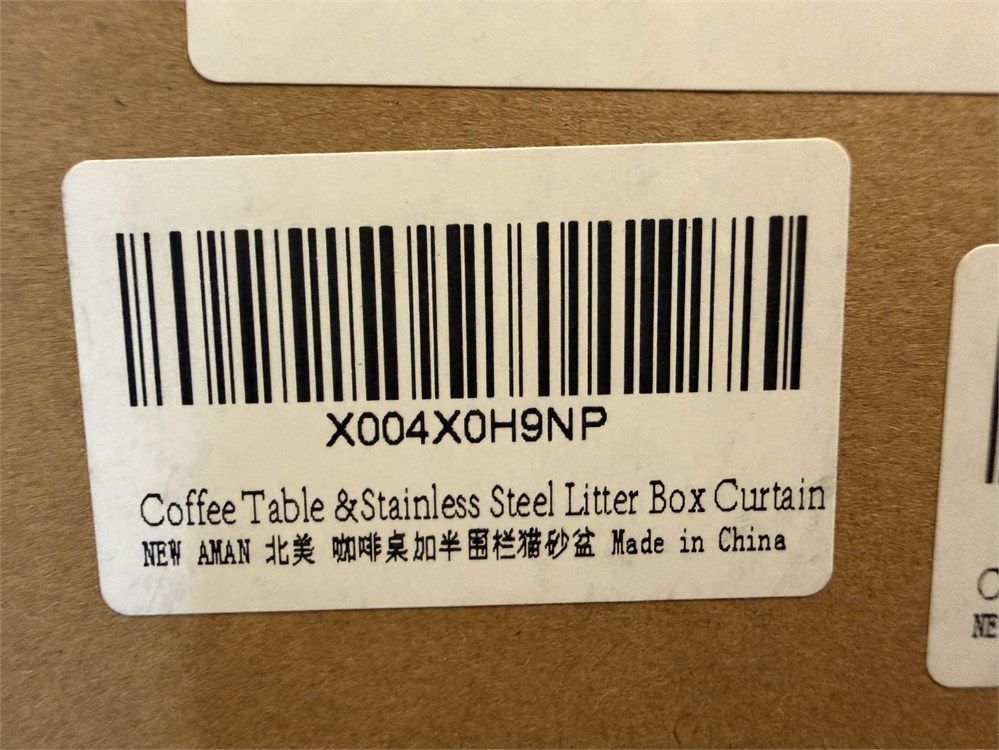 X004X0H9NP
Coffee Table &Stainless Steel Litter Box Curtain
NEW AMAN 北美 咖啡桌加半围栏猫砂盆 Made in China
C
NE